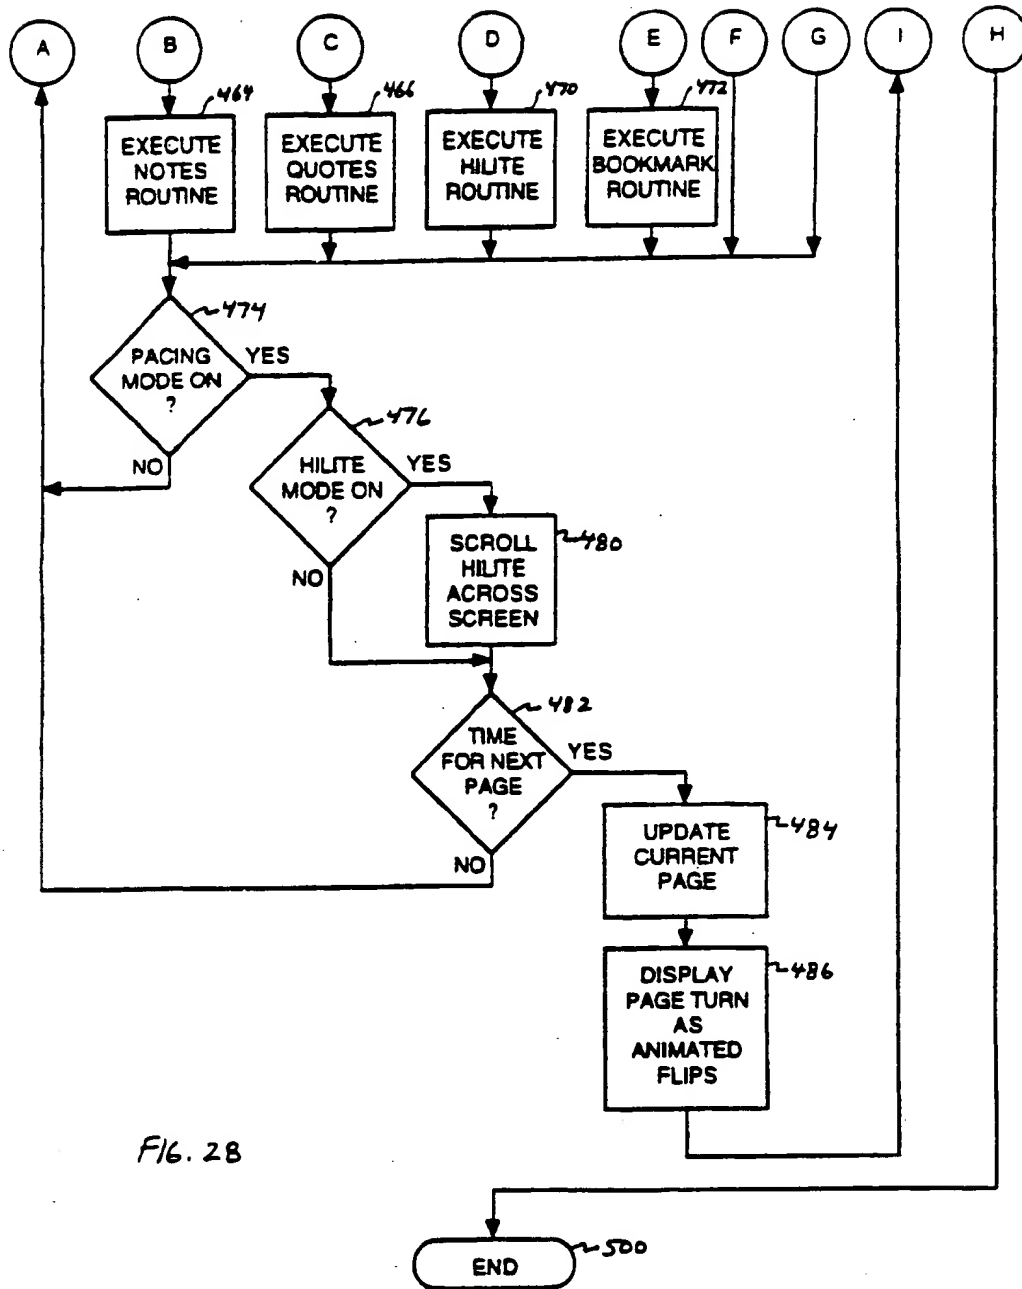 A B C D E F G I H
464 466 470 472
EXECUTE
NOTES
ROUTINE
EXECUTE
QUOTES
ROUTINE
EXECUTE
HILITE
ROUTINE
EXECUTE
BOOKMARK
ROUTINE
474
PACING
MODE ON
?
YES
NO
476
HILITE
MODE ON
?
YES
NO
480
SCROLL
HILITE
ACROSS
SCREEN
482
TIME
FOR NEXT
PAGE
?
YES
NO
484
UPDATE
CURRENT
PAGE
486
DISPLAY
PAGE TURN
AS
ANIMATED
FLIPS
FIG. 28
500
END